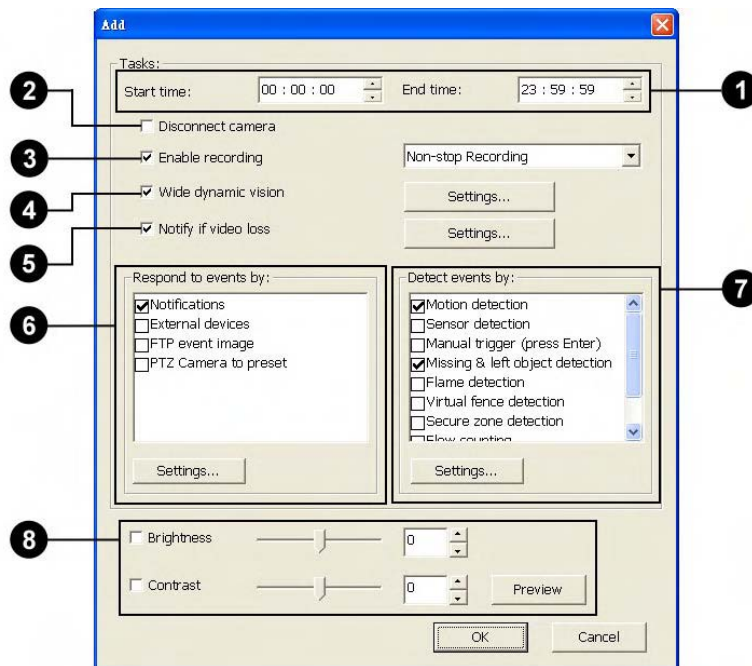 Add
Tasks:
Start time: 00 : 00 : 00 End time: 23 : 59 : 59 1
2 Disconnect camera
3 Enable recording Non-stop Recording
4 Wide dynamic vision Settings...
5 Notify if video loss Settings...
6 Respond to events by:
Notifications
External devices
FTP event image
PTZ Camera to preset
Settings...
7 Detect events by:
Motion detection
Sensor detection
Manual trigger (press Enter)
Missing & left object detection
Flame detection
Virtual fence detection
Secure zone detection
Flow counting
Settings...
8 Brightness 0
Contrast 0 Preview
OK Cancel